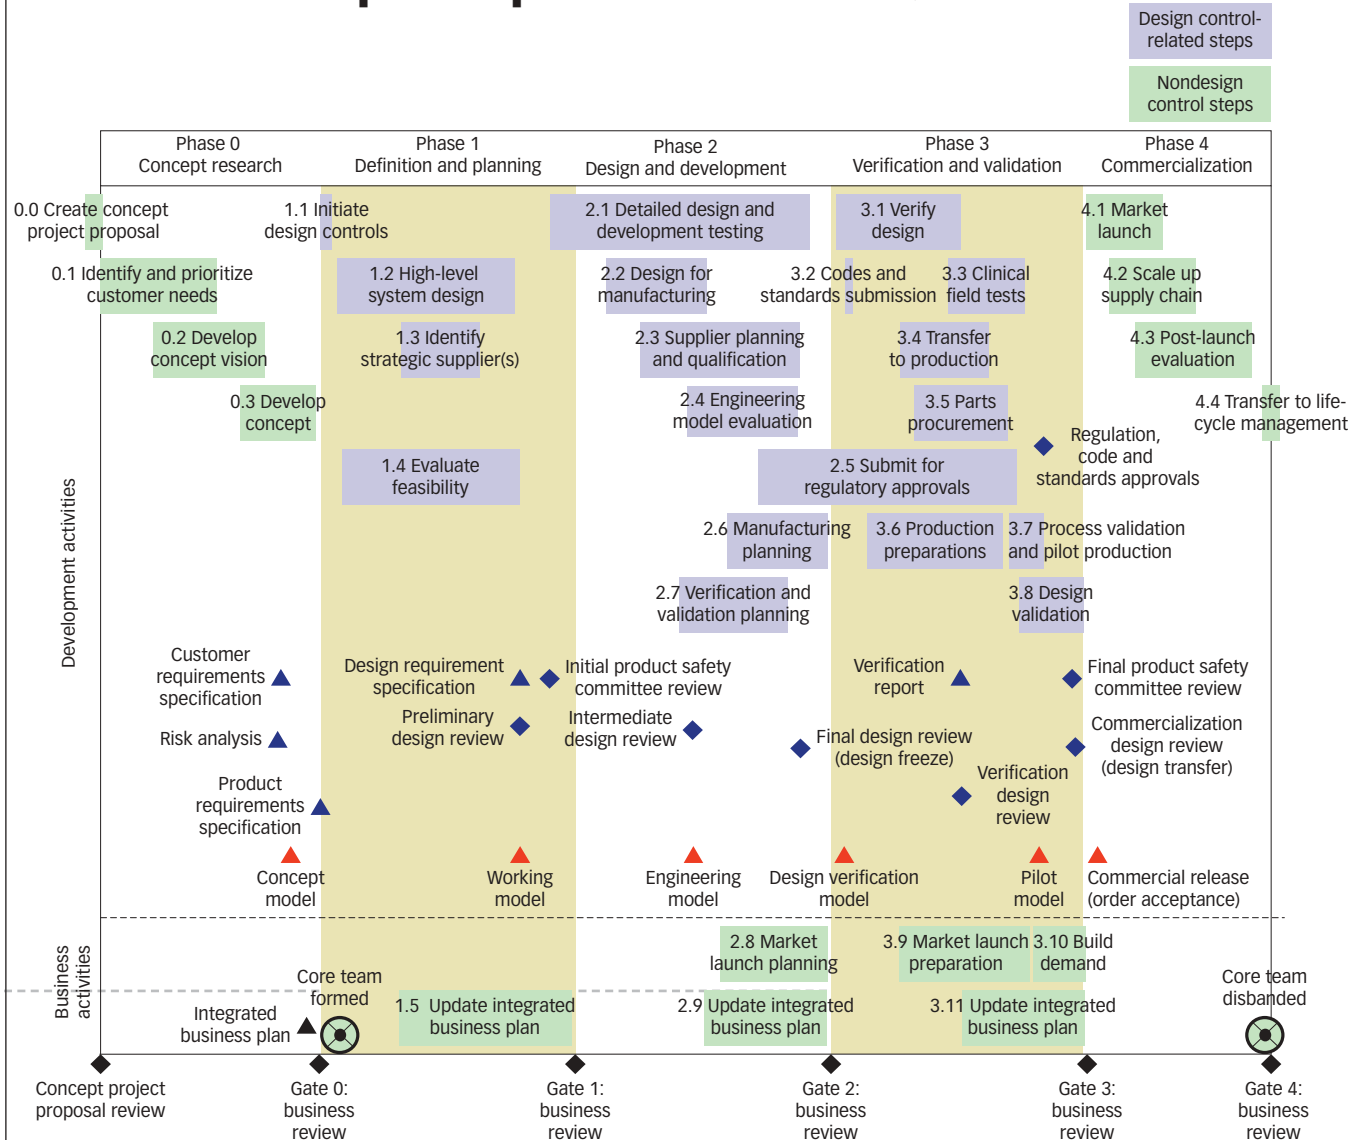 Design control-
related steps
Nondesign
control steps
Phase 0
Concept research
Phase 1
Definition and planning
Phase 2
Design and development
Phase 3
Verification and validation
Phase 4
Commercialization
Development activities
0.0 Create concept
project proposal
0.1 Identify and prioritize
customer needs
0.2 Develop
concept vision
0.3 Develop
concept
1.1 Initiate
design controls
1.2 High-level
system design
1.3 Identify
strategic supplier(s)
1.4 Evaluate
feasibility
2.1 Detailed design and
development testing
2.2 Design for
manufacturing
2.3 Supplier planning
and qualification
2.4 Engineering
model evaluation
2.5 Submit for
regulatory approvals
2.6 Manufacturing
planning
2.7 Verification and
validation planning
3.1 Verify
design
3.2 Codes and
standards submission
3.3 Clinical
field tests
3.4 Transfer
to production
3.5 Parts
procurement
Regulation,
code and
standards approvals
3.6 Production
preparations
3.7 Process validation
and pilot production
3.8 Design
validation
4.1 Market
launch
4.2 Scale up
supply chain
4.3 Post-launch
evaluation
4.4 Transfer to life-
cycle management
Customer
requirements
specification
Risk analysis
Product
requirements
specification
Design requirement
specification
Preliminary
design review
Initial product safety
committee review
Intermediate
design review
Final design review
(design freeze)
Verification
report
Verification
design
review
Final product safety
committee review
Commercialization
design review
(design transfer)
Concept
model
Working
model
Engineering
model
Design verification
model
Pilot
model
Commercial release
(order acceptance)
Business
activities
2.8 Market
launch planning
3.9 Market launch
preparation
3.10 Build
demand
Core team
formed
Integrated
business plan
1.5 Update integrated
business plan
2.9 Update integrated
business plan
3.11 Update integrated
business plan
Core team
disbanded
Concept project
proposal review
Gate 0:
business
review
Gate 1:
business
review
Gate 2:
business
review
Gate 3:
business
review
Gate 4:
business
review